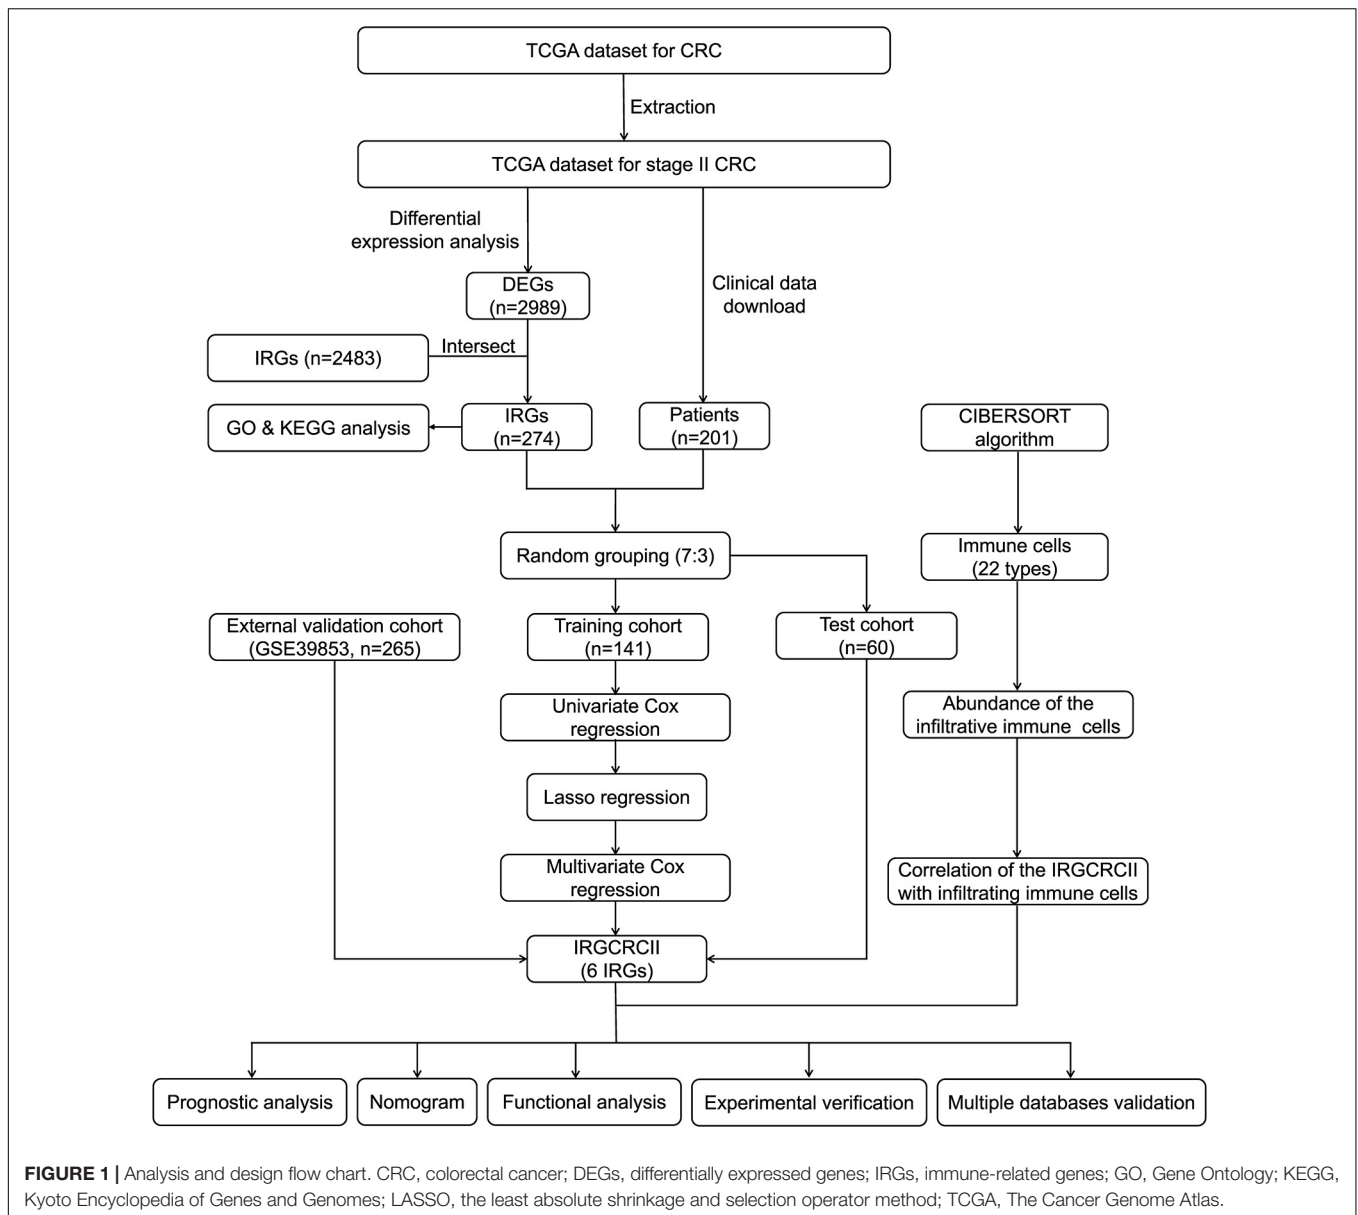 TCGA dataset for CRC
Extraction
TCGA dataset for stage II CRC
Differential
expression analysis
Clinical data
download
DEGs
(n=2989)
IRGs (n=2483)
Intersect
GO & KEGG analysis
IRGs
(n=274)
Patients
(n=201)
CIBERSORT
algorithm
Random grouping (7:3)
Immune cells
(22 types)
External validation cohort
(GSE39853, n=265)
Training cohort
(n=141)
Test cohort
(n=60)
Univariate Cox
regression
Abundance of the
infiltrative immune cells
Lasso regression
Multivariate Cox
regression
Correlation of the IRGCRCII
with infiltrating immune cells
IRGCRCII
(6 IRGs)
Prognostic analysis
Nomogram
Functional analysis
Experimental verification
Multiple databases validation
FIGURE 1 | Analysis and design flow chart. CRC, colorectal cancer; DEGs, differentially expressed genes; IRGs, immune-related genes; GO, Gene Ontology; KEGG,
Kyoto Encyclopedia of Genes and Genomes; LASSO, the least absolute shrinkage and selection operator method; TCGA, The Cancer Genome Atlas.